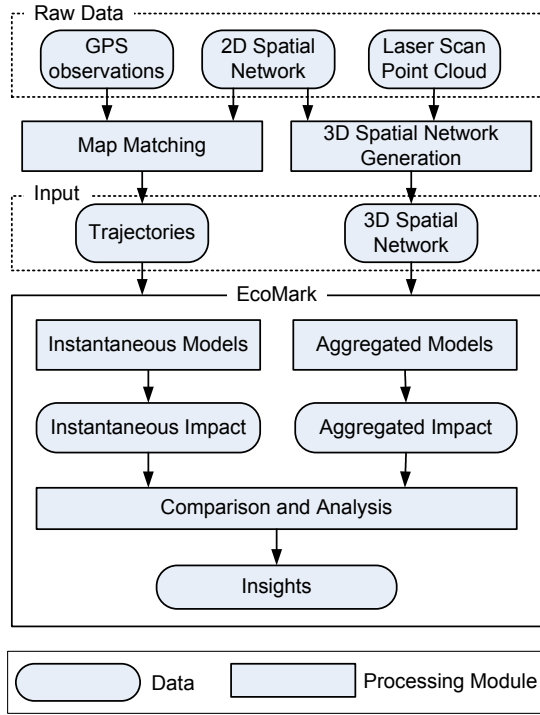 Raw Data
GPS
observations
2D Spatial
Network
Laser Scan
Point Cloud
Map Matching
3D Spatial Network
Generation
Input
Trajectories
3D Spatial
Network
EcoMark
Instantaneous Models
Aggregated Models
Instantaneous Impact
Aggregated Impact
Comparison and Analysis
Insights
Data
Processing Module